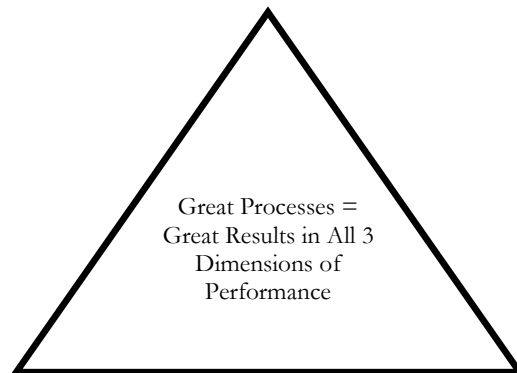 Great Processes =
Great Results in All 3
Dimensions of
Performance